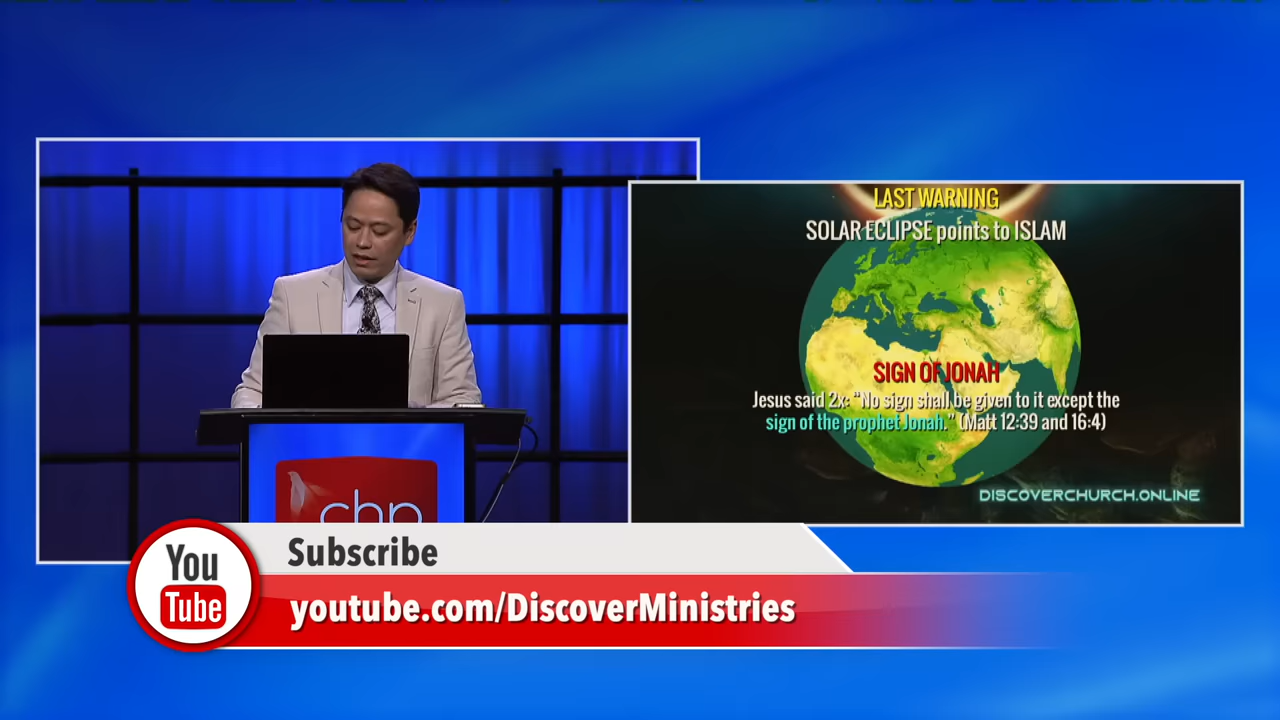 LAST WARNING
SOLAR ECLIPSE points to ISLAM
SIGN OF JONAH
Jesus said 2x: “No sign shall be given to it except the
sign of the prophet Jonah.” (Matt 12:39 and 16:4)
DISCOVERCHURCH.ONLINE
chp
You
Tube
Subscribe
youtube.com/DiscoverMinistries